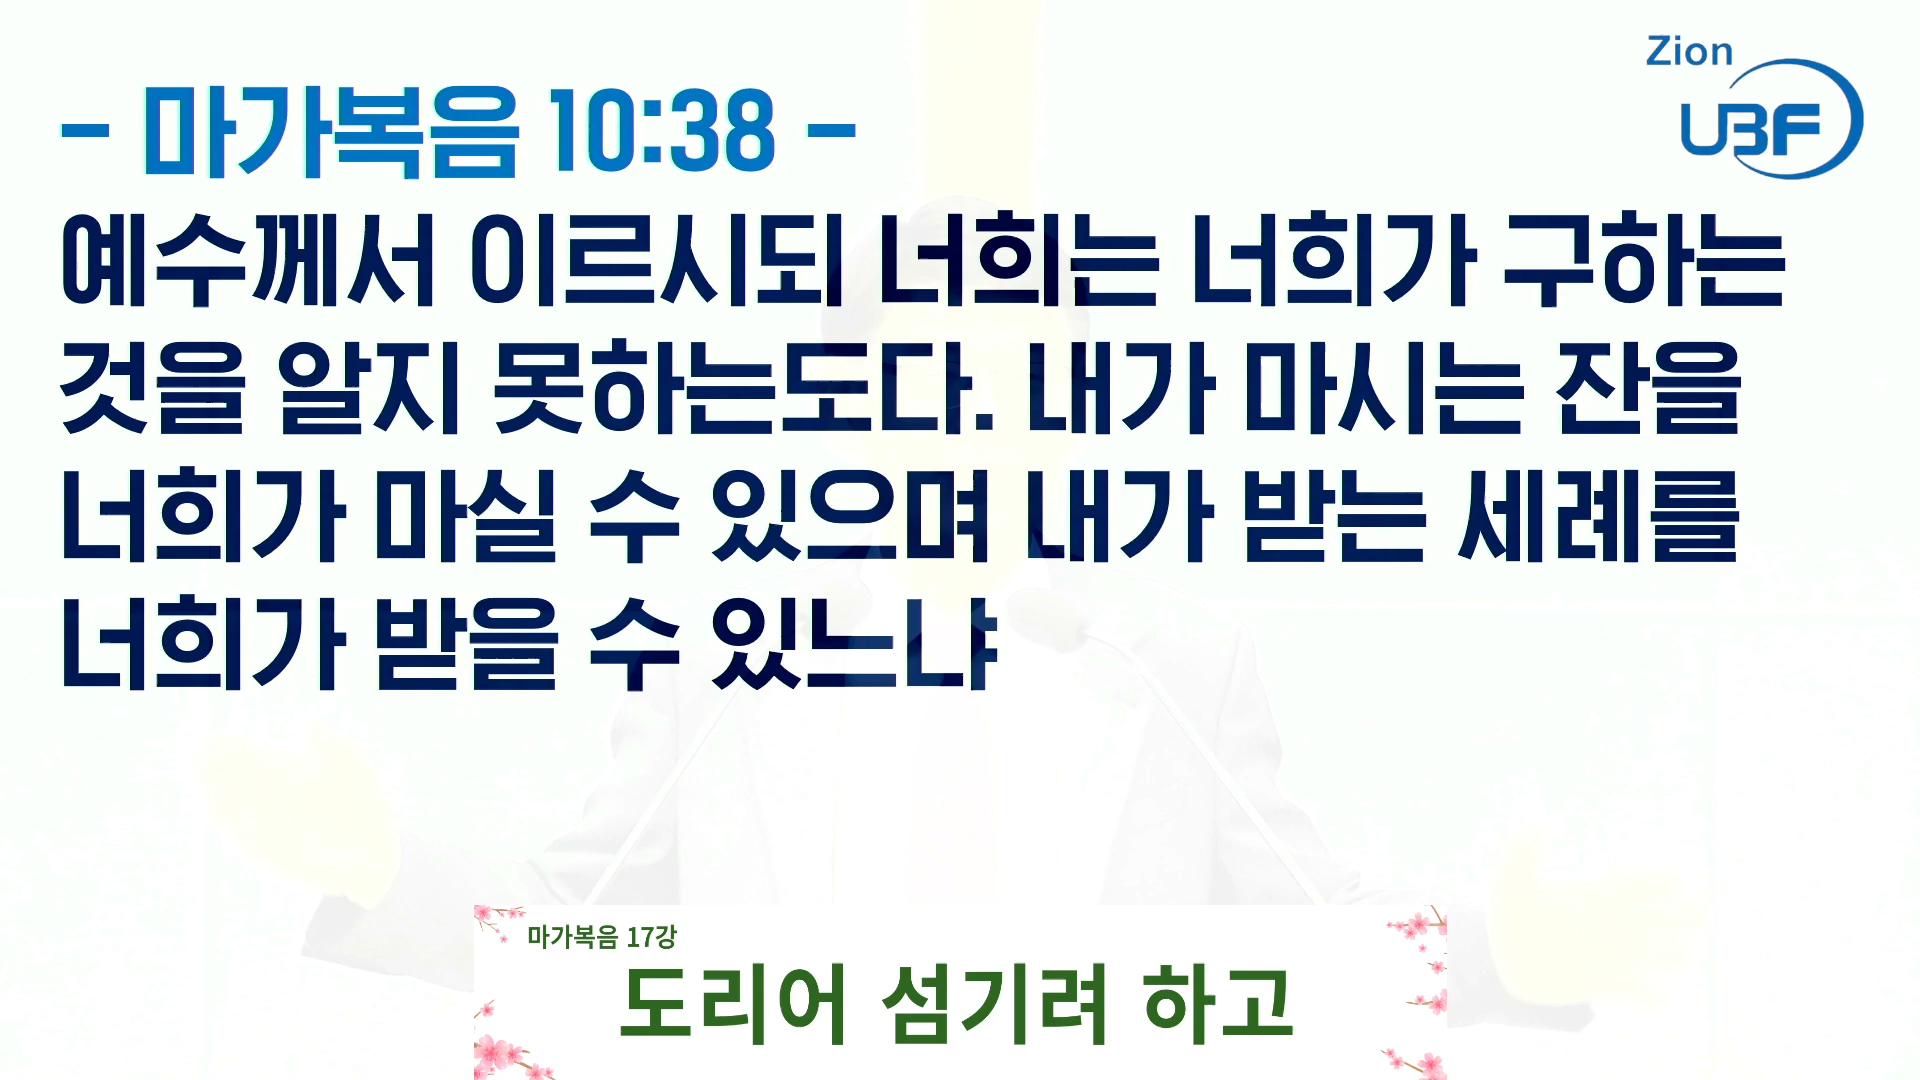 Zion
UBF
- 마가복음 10:38 -
예수께서 이르시되 너희는 너희가 구하는
것을 알지 못하는도다. 내가 마시는 잔을
너희가 마실 수 있으며 내가 받는 세례를
너희가 받을 수 있느냐
마가복음 17강
도리어 섬기려 하고